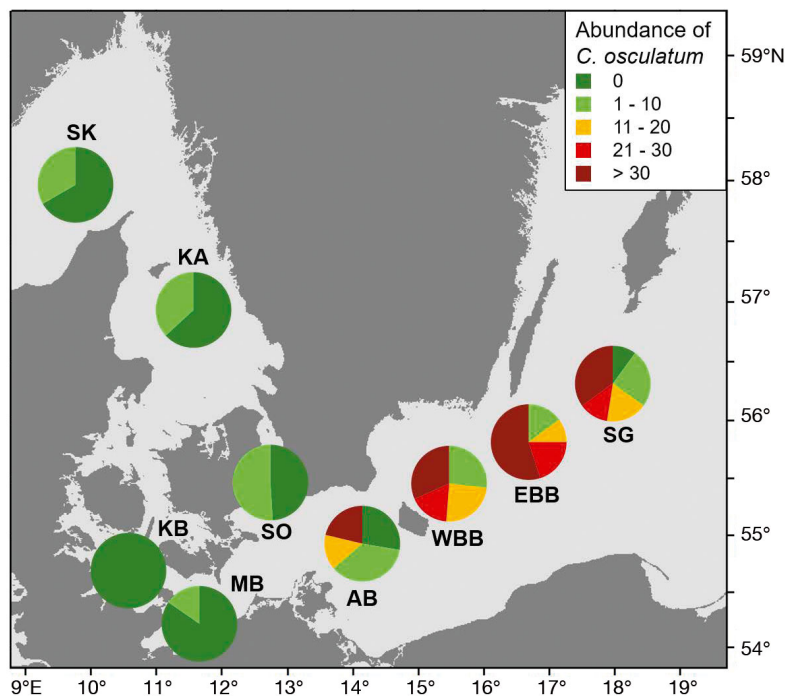 Abundance of
C. osculatum
0
1 - 10
11 - 20
21 - 30
> 30
59°N
58°
57°
56°
55°
54°
SK
KA
SG
EBB
SO
WBB
KB
AB
MB
9°E 10° 11° 12° 13° 14° 15° 16° 17° 18° 19°